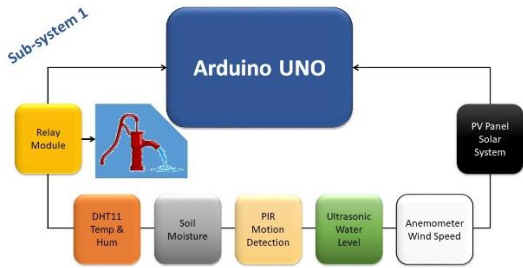 Sub-system 1
Arduino UNO
Relay
Module
PV Panel
Solar
System
DHT11
Temp &
Hum
Soil
Moisture
PIR
Motion
Detection
Ultrasonic
Water
Level
Anemometer
Wind Speed